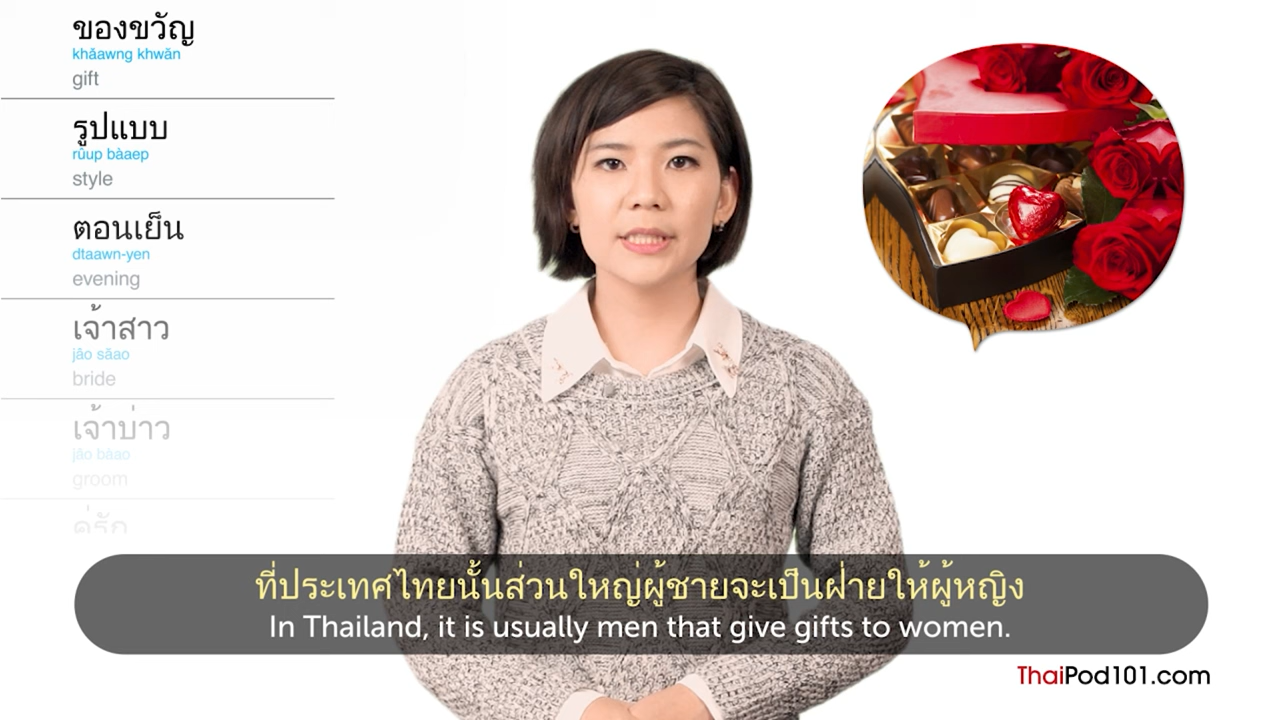 ของขวัญ
khǎawng khwǎn
gift
รูปแบบ
rûup bàaep
style
ตอนเย็น
dtaawn-yen
evening
เจ้าสาว
jâo sǎao
bride
เจ้าบ่าว
jâo bàao
groom
คู่รัก
ที่ประเทศไทยนั้นส่วนใหญ่ผู้ชายจะเป็นฝ่ายให้ผู้หญิง
In Thailand, it is usually men that give gifts to women.
ThaiPod101.com